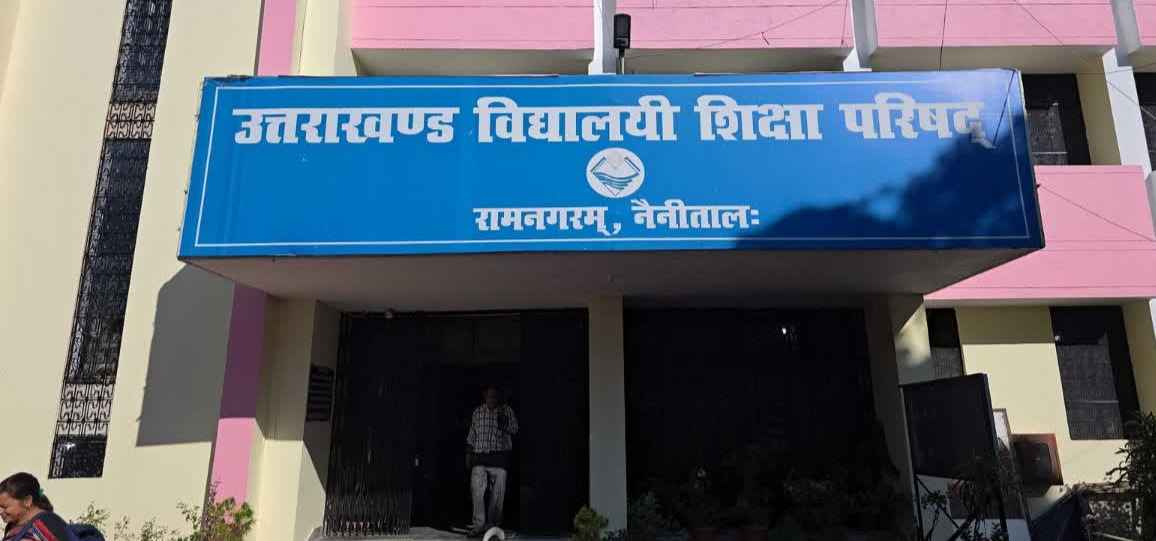 उत्तराखण्ड विद्यालयी शिक्षा परिषद्
रामनगरम्, नैनीतालः